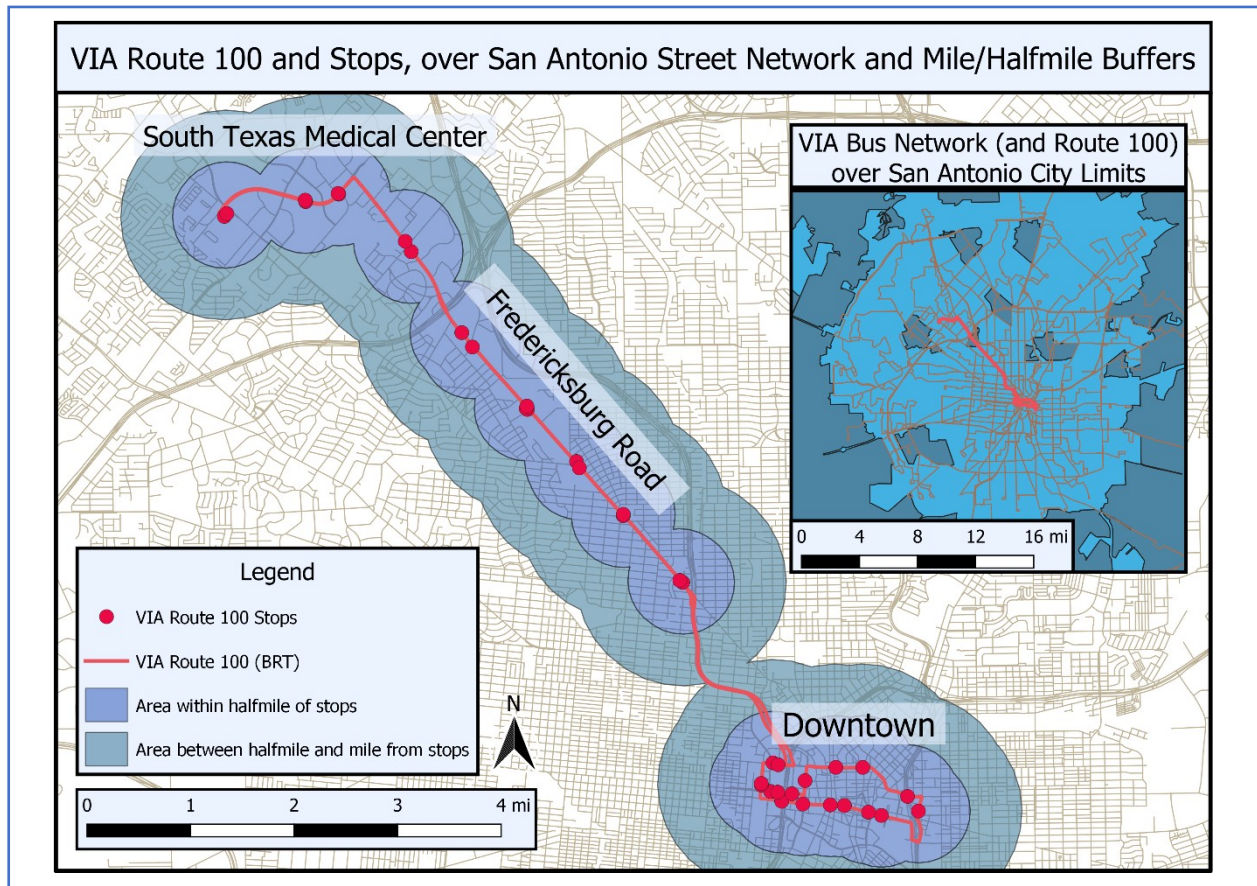 VIA Route 100 and Stops, over San Antonio Street Network and Mile/Halfmile Buffers
South Texas Medical Center
VIA Bus Network (and Route 100)
over San Antonio City Limits
Fredericksburg Road
0 4 8 12 16 mi
Legend
VIA Route 100 Stops
VIA Route 100 (BRT)
Area within halfmile of stops
Area between halfmile and mile from stops
N
Downtown
0 1 2 3 4 mi